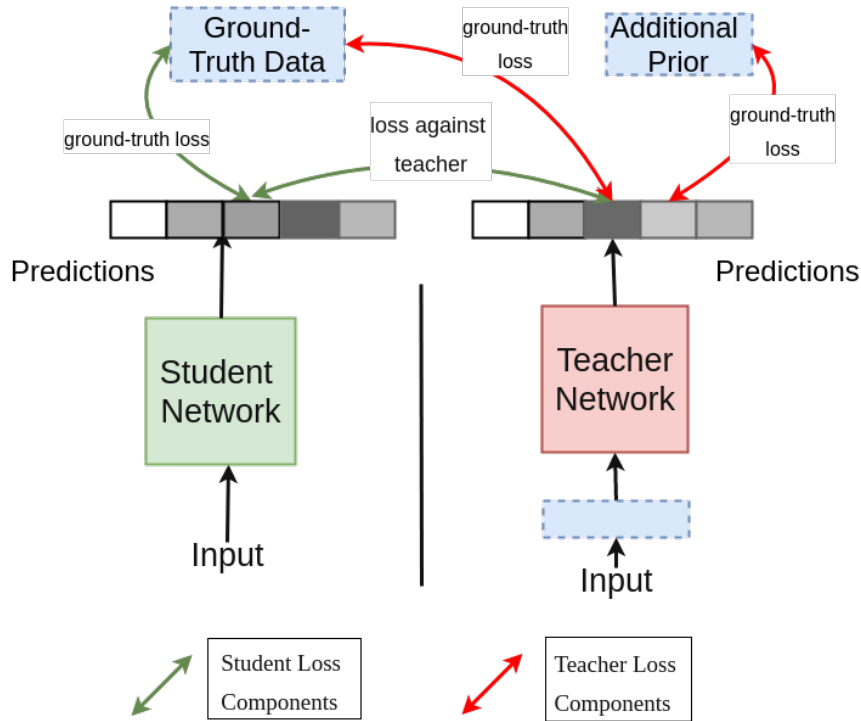 Ground-
Truth Data
ground-truth
loss
Additional
Prior
ground-truth loss
loss against
teacher
ground-truth
loss
Predictions
Predictions
Student
Network
Teacher
Network
Input
Input
Student Loss
Components
Teacher Loss
Components